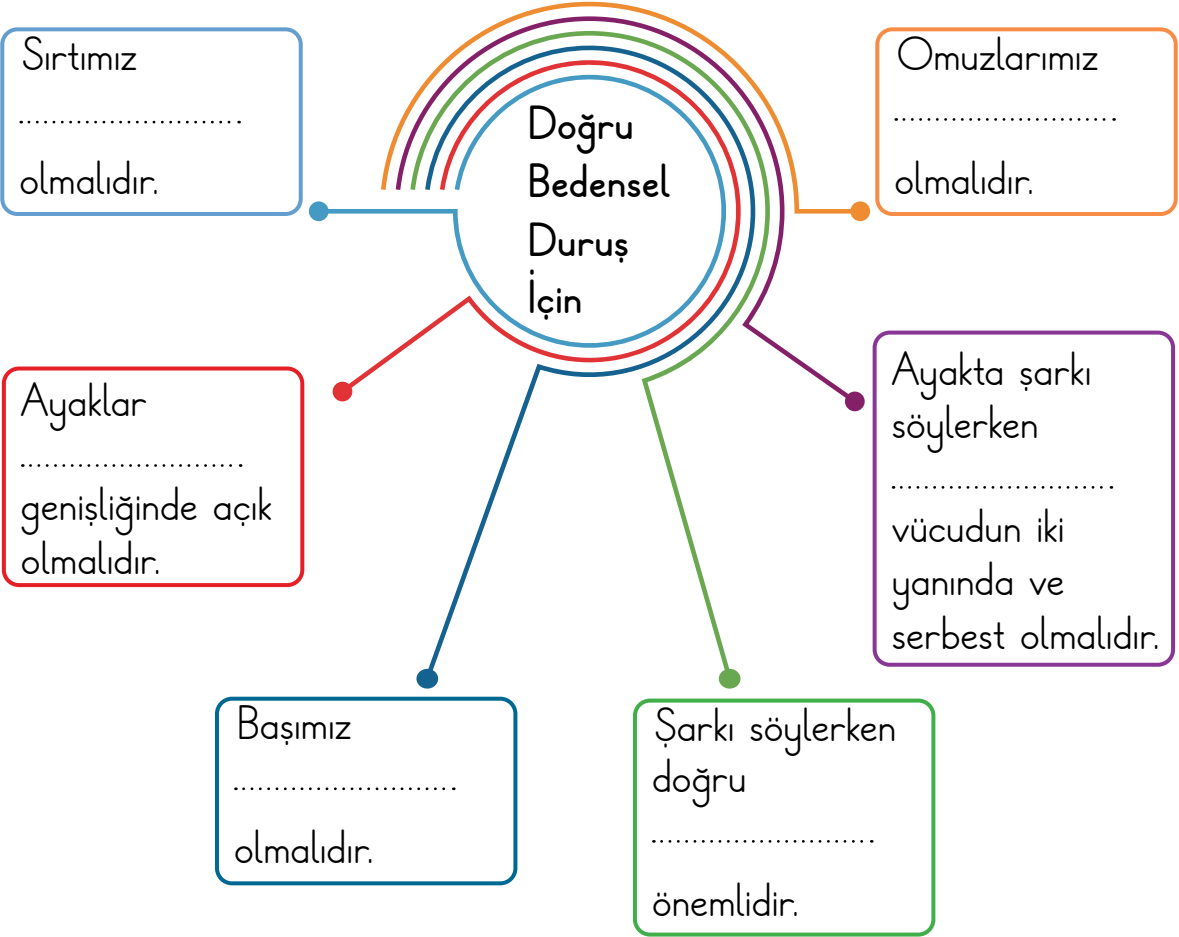 Doğru
Bedensel
Duruş
İçin
Sırtımız
............................
olmalıdır.
Omuzlarımız
............................
olmalıdır.
Ayaklar
............................
genişliğinde açık
olmalıdır.
Ayakta şarkı
söylerken
............................
vücudun iki
yanında ve
serbest olmalıdır.
Başımız
............................
olmalıdır.
Şarkı söylerken
doğru
............................
önemlidir.